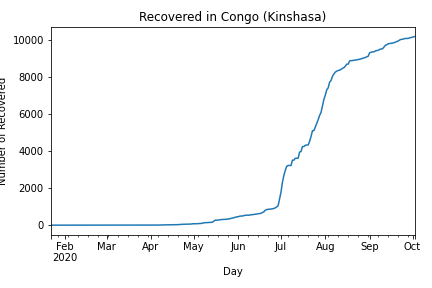 Recovered in Congo (Kinshasa)
Number of Recovered
10000
8000
6000
4000
2000
0
Feb Mar Apr May Jun Jul Aug Sep Oct
2020
Day